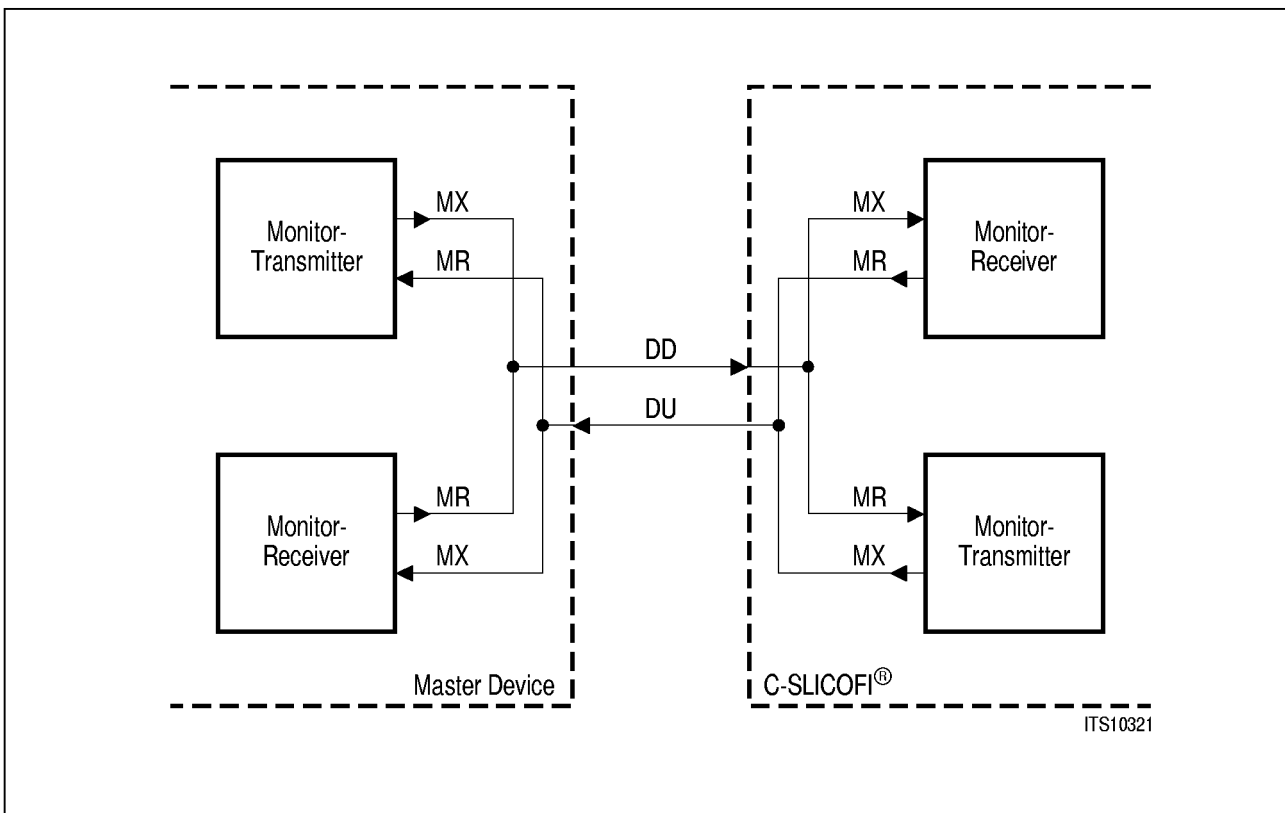 Monitor-
Transmitter
MX
MR
MX
MR
Monitor-
Receiver
DD
DU
Monitor-
Receiver
MR
MX
MR
MX
Monitor-
Transmitter
Master Device
C-SLICOFI®
ITS10321